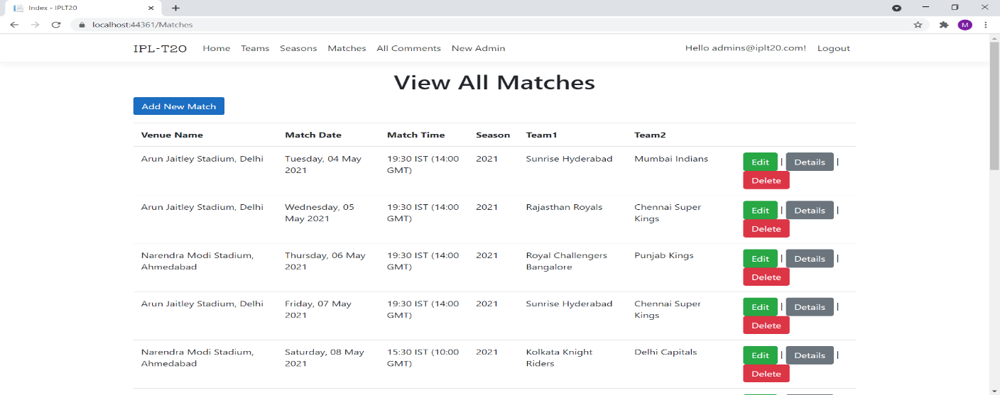 Index - IPLT20
localhost:44361/Matches
M
IPL-T20 Home Teams Seasons Matches All Comments New Admin Hello admins@iplt20.com! Logout
View All Matches
Add New Match
Venue Name Match Date Match Time Season Team1 Team2
Arun Jaitley Stadium, Delhi Tuesday, 04 May 19:30 IST (14:00 2021 Sunrise Hyderabad Mumbai Indians Edit | Details |
2021 GMT) Delete
Arun Jaitley Stadium, Delhi Wednesday, 05 19:30 IST (14:00 2021 Rajasthan Royals Chennai Super Edit | Details |
May 2021 GMT) Kings Delete
Narendra Modi Stadium, Thursday, 06 May 19:30 IST (14:00 2021 Royal Challengers Punjab Kings Edit | Details |
Ahmedabad 2021 GMT) Bangalore Delete
Arun Jaitley Stadium, Delhi Friday, 07 May 19:30 IST (14:00 2021 Sunrise Hyderabad Chennai Super Edit | Details |
2021 GMT) Kings Delete
Narendra Modi Stadium, Saturday, 08 May 15:30 IST (10:00 2021 Kolkata Knight Delhi Capitals Edit | Details |
Ahmedabad 2021 GMT) Riders Delete